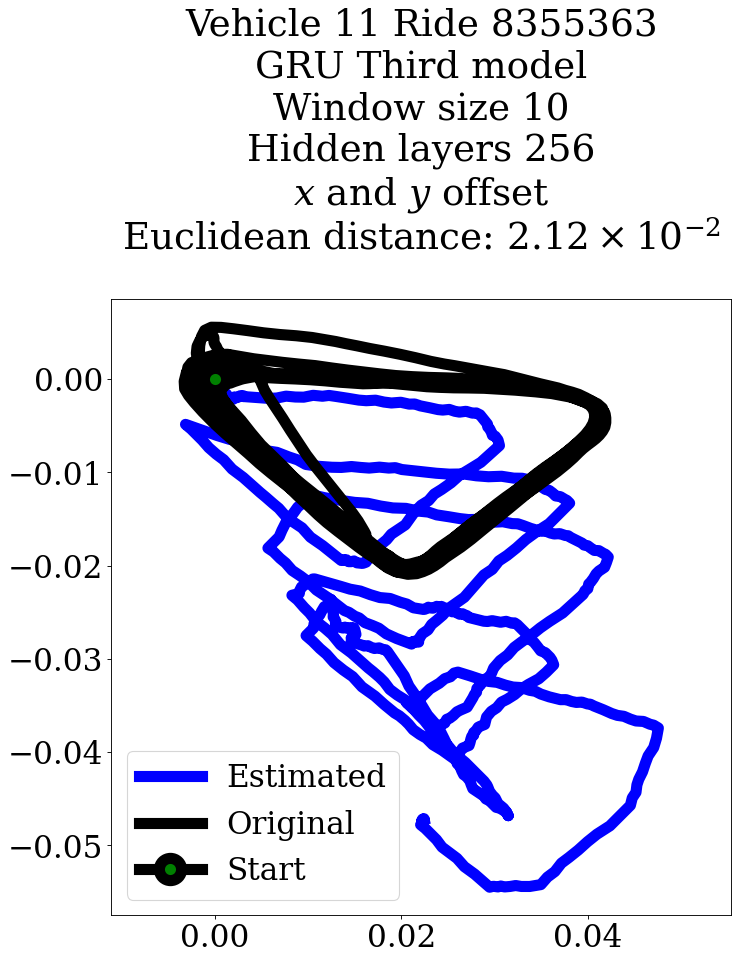 Vehicle 11 Ride 8355363
GRU Third model
Window size 10
Hidden layers 256
x and y offset
Euclidean distance: 2.12 × 10⁻²
0.00
−0.01
−0.02
−0.03
−0.04
−0.05
Estimated
Original
Start
0.00 0.02 0.04